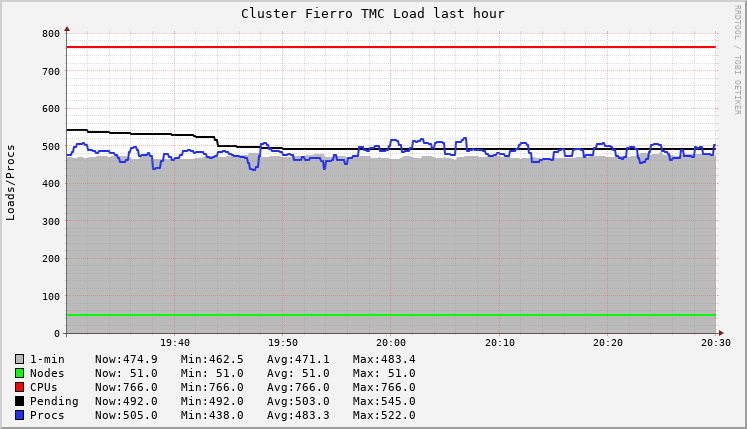 Cluster Fierro TMC Load last hour
RRDTOOL / TOBI OETIKER
Loads/Procs
800
700
600
500
400
300
200
100
0
19:40 19:50 20:00 20:10 20:20 20:30
1-min Now:474.9 Min:462.5 Avg:471.1 Max:483.4
Nodes Now: 51.0 Min: 51.0 Avg: 51.0 Max: 51.0
CPUs Now:766.0 Min:766.0 Avg:766.0 Max:766.0
Pending Now:492.0 Min:492.0 Avg:503.0 Max:545.0
Procs Now:505.0 Min:438.0 Avg:483.3 Max:522.0